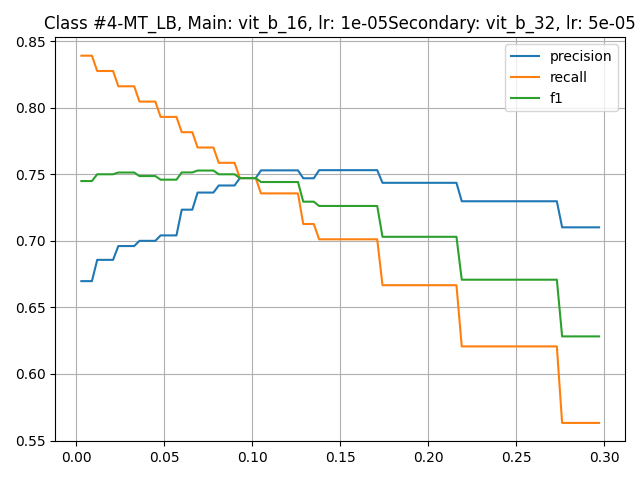 Class #4-MT_LB, Main: vit_b_16, lr: 1e-05Secondary: vit_b_32, lr: 5e-05
precision
recall
f1
0.85
0.80
0.75
0.70
0.65
0.60
0.55
0.00 0.05 0.10 0.15 0.20 0.25 0.30